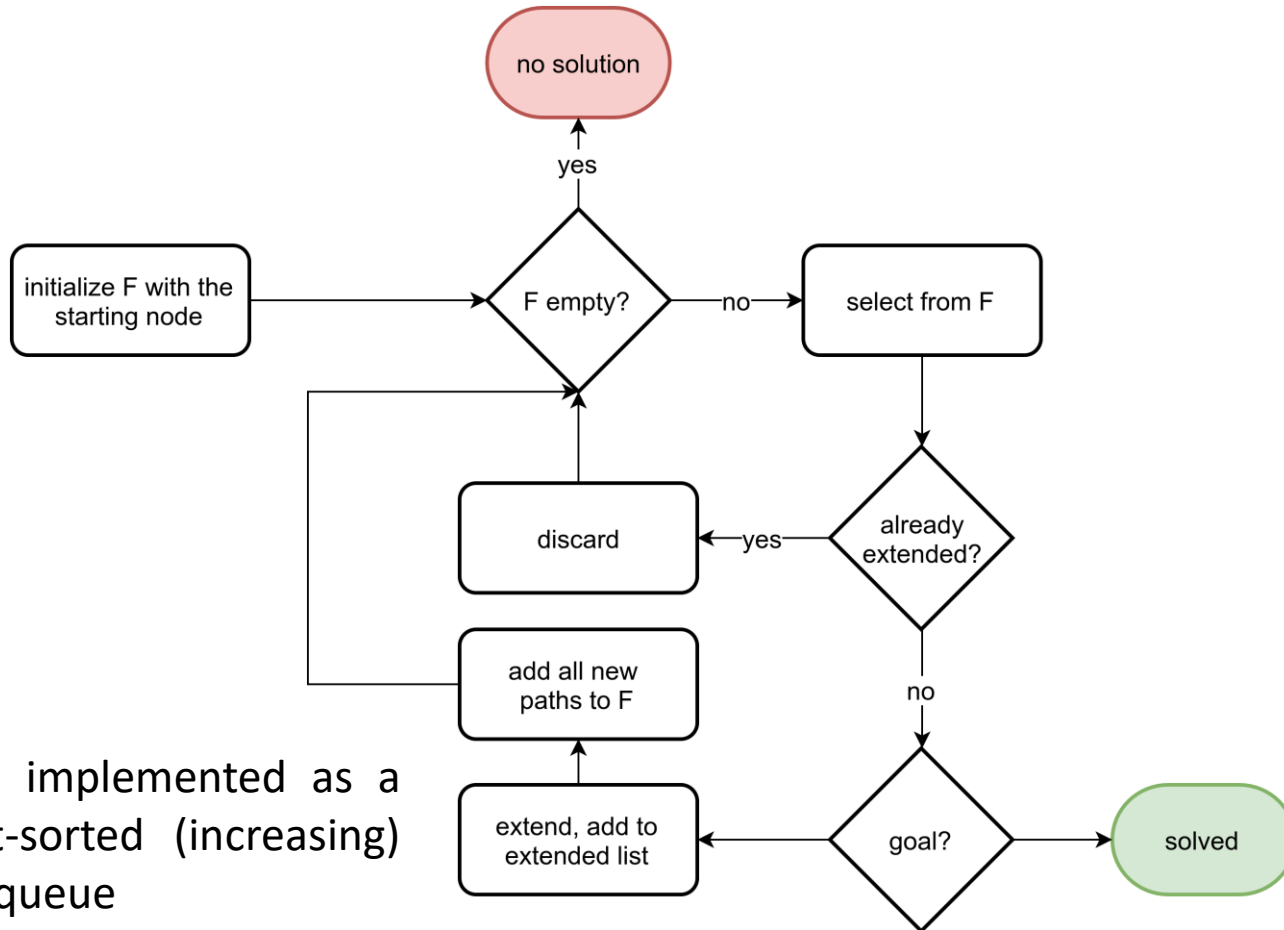 no solution
yes
initialize F with the
starting node
F empty?
no
select from F
discard
yes
already
extended?
add all new
paths to F
no
implemented as a
-sorted (increasing)
queue
extend, add to
extended list
goal?
solved